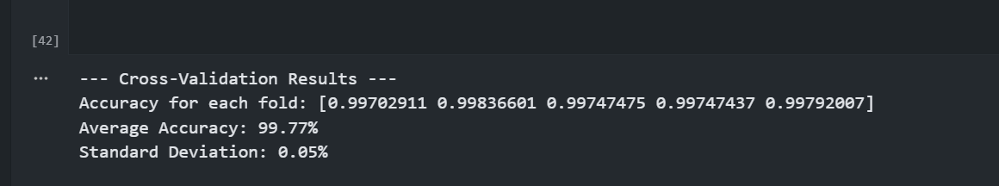 [42]
... --- Cross-Validation Results ---
Accuracy for each fold: [0.99702911 0.99836601 0.99747475 0.99747437 0.99792007]
Average Accuracy: 99.77%
Standard Deviation: 0.05%